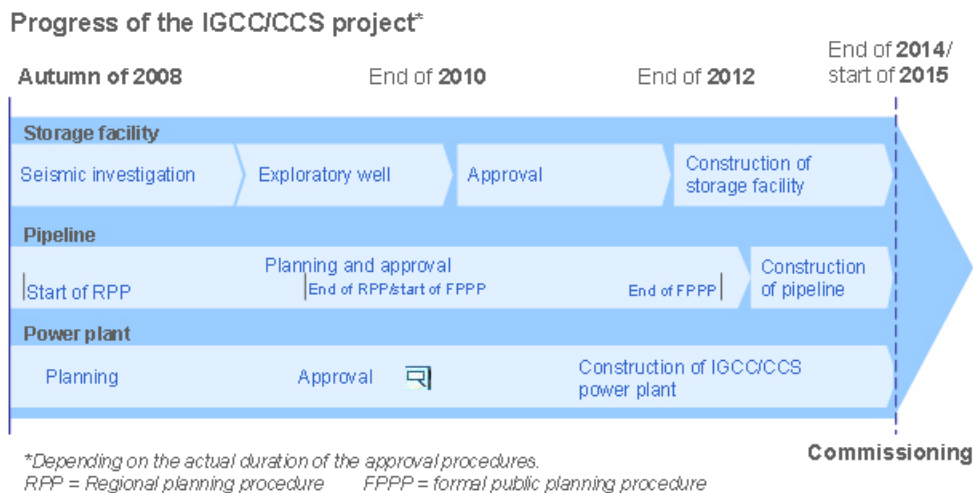 Progress of the IGCC/CCS project*
Autumn of 2008
End of 2010
End of 2012
End of 2014/
start of 2015
Storage facility
Seismic investigation
Exploratory well
Approval
Construction of
storage facility
Pipeline
Planning and approval
Start of RPP
End of RPP/start of FPPP
End of FPPP
Construction
of pipeline
Power plant
Planning
Approval
Construction of IGCC/CCS
power plant
Commissioning
*Depending on the actual duration of the approval procedures.
RPP = Regional planning procedure FPPP = formal public planning procedure